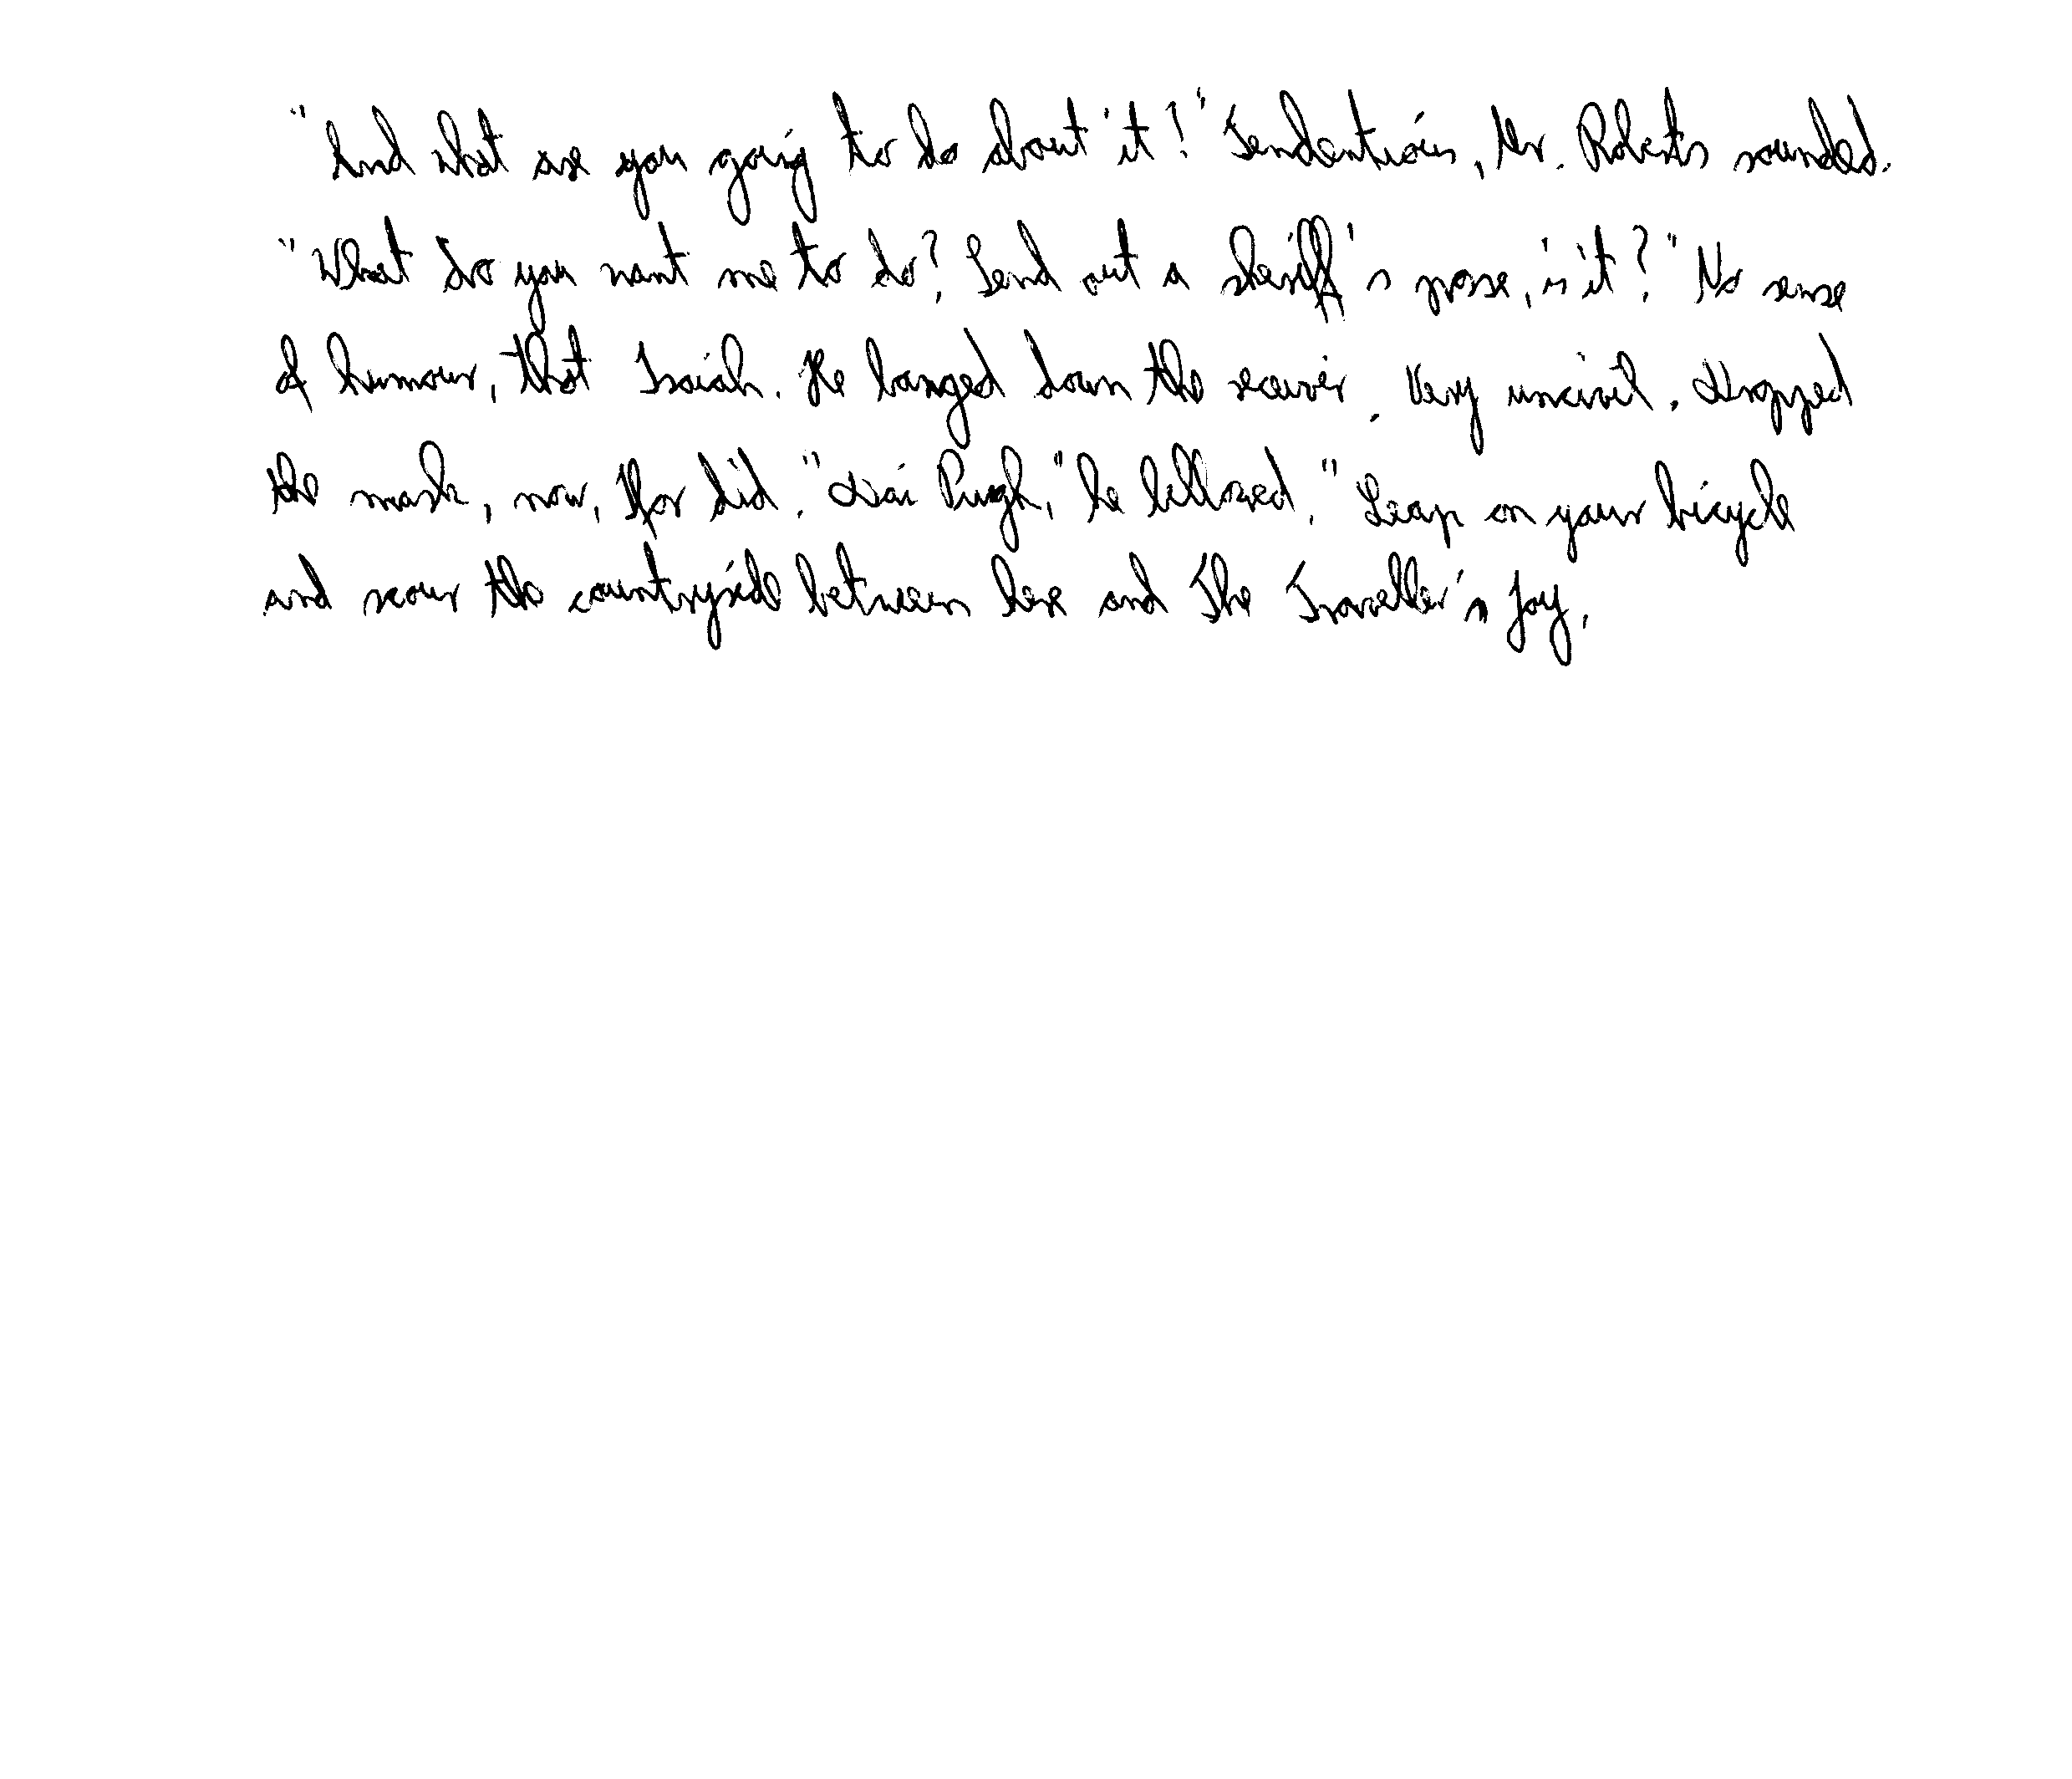 "And what are you going to do about it?" Tendentious, Mr. Roberts sounded.
"What do you want me to do? Send out a sheriff's posse, is it?" No sense
of humour, that Isaiah. He banged down the receiver. Very uncivil. Dropped
the mask, now, Ifor did. "Dai Pugh," he bellowed, "Leap on your bicycle
and scour the countryside between here and The Traveller's Joy.